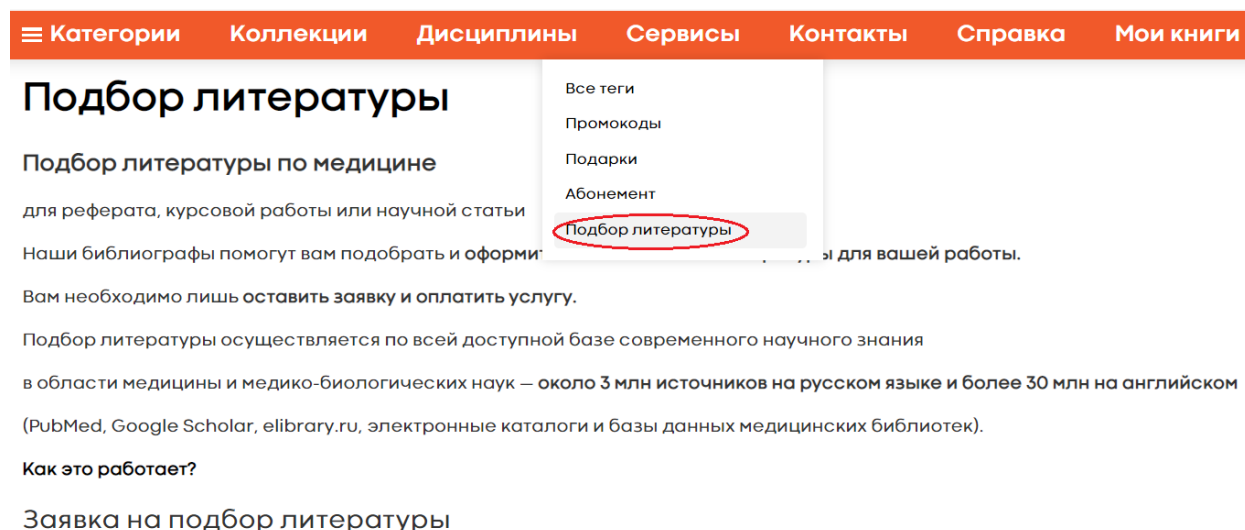 Категории Коллекции Дисциплины Сервисы Контакты Справка Мои книги
Подбор литературы
Все теги
Промокоды
Подарки
Абонемент
Подбор литературы
Подбор литературы по медицине
для реферата, курсовой работы или научной статьи
Наши библиографы помогут вам подобрать и для вашей работы.
Вам необходимо лишь оставить заявку и оплатить услугу.
Подбор литературы осуществляется по всей доступной базе современного научного знания
в области медицины и медико-биологических наук — около 3 млн источников на русском языке и более 30 млн на английском
(PubMed, Google Scholar, elibrary.ru, электронные каталоги и базы данных медицинских библиотек).
Как это работает?
Заявка на подбор литературы